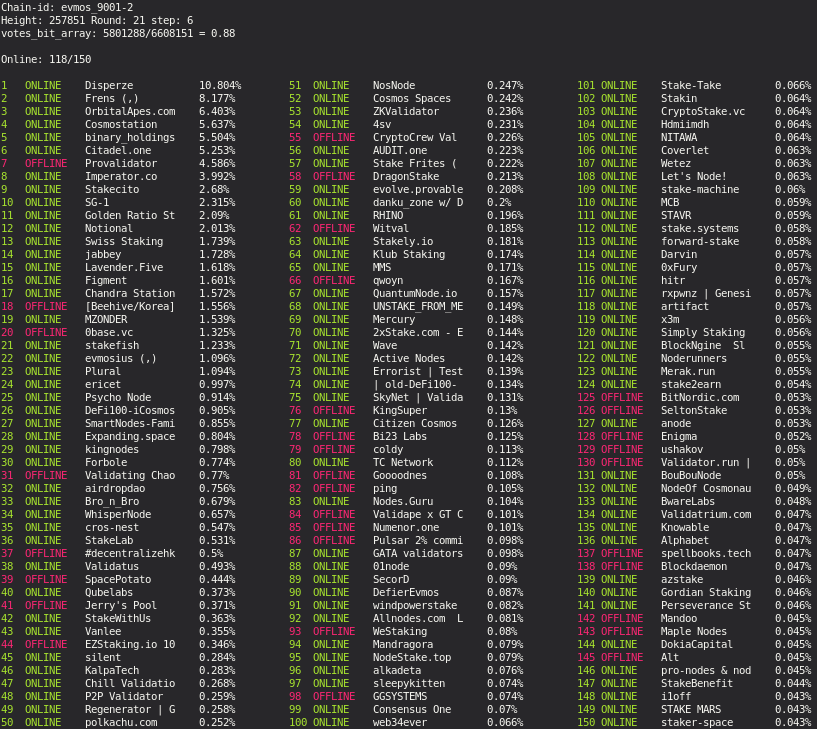 Chain-id: evmos_9001-2
Height: 257851 Round: 21 step: 6
votes_bit_array: 5801288/6608151 = 0.88
Online: 118/150
1 ONLINE Disperze 10.804% 51 ONLINE NosNode 0.247% 101 ONLINE Stake-Take 0.066%
2 ONLINE Frens (,) 8.177% 52 ONLINE Cosmos Spaces 0.242% 102 ONLINE Stakin 0.064%
3 ONLINE OrbitalApes.com 6.403% 53 ONLINE ZKValidator 0.236% 103 ONLINE CryptoStake.vc 0.064%
4 ONLINE Cosmostation 5.637% 54 ONLINE 4sv 0.231% 104 ONLINE Hdmiimdh 0.064%
5 ONLINE binary_holdings 5.504% 55 OFFLINE CryptoCrew Val 0.226% 105 ONLINE NITAWA 0.064%
6 ONLINE Citadel.one 5.253% 56 ONLINE AUDIT.one 0.223% 106 ONLINE Coverlet 0.063%
7 OFFLINE Provalidator 4.586% 57 ONLINE Stake Frites ( 0.222% 107 ONLINE Wetez 0.063%
8 ONLINE Imperator.co 3.992% 58 OFFLINE DragonStake 0.213% 108 ONLINE Let's Node! 0.063%
9 ONLINE Stakecito 2.68% 59 ONLINE evolve.provable 0.208% 109 ONLINE stake-machine 0.06%
10 ONLINE SG-1 2.315% 60 ONLINE danku_zone w/ D 0.2% 110 ONLINE MCB 0.059%
11 ONLINE Golden Ratio St 2.09% 61 ONLINE RHINO 0.196% 111 ONLINE STAVR 0.059%
12 ONLINE Notional 2.013% 62 OFFLINE Witval 0.185% 112 ONLINE stake.systems 0.058%
13 ONLINE Swiss Staking 1.739% 63 ONLINE Stakely.io 0.181% 113 ONLINE forward-stake 0.058%
14 ONLINE jabbey 1.728% 64 ONLINE Klub Staking 0.174% 114 ONLINE Darvin 0.057%
15 ONLINE Lavender.Five 1.618% 65 ONLINE MMS 0.171% 115 ONLINE 0xFury 0.057%
16 ONLINE Figment 1.601% 66 OFFLINE qwoyn 0.167% 116 ONLINE hitr 0.057%
17 ONLINE Chandra Station 1.572% 67 ONLINE QuantumNode.io 0.157% 117 ONLINE rxpwnz | Genesi 0.057%
18 OFFLINE [Beehive/Korea] 1.556% 68 ONLINE UNSTAKE_FROM_ME 0.149% 118 ONLINE artifact 0.057%
19 ONLINE MZONDER 1.539% 69 ONLINE Mercury 0.148% 119 ONLINE x3m 0.056%
20 OFFLINE 0base.vc 1.325% 70 ONLINE 2xStake.com - E 0.144% 120 ONLINE Simply Staking 0.056%
21 ONLINE stakefish 1.233% 71 ONLINE Wave 0.142% 121 ONLINE BlockNgine Sl 0.055%
22 ONLINE evmosius (,) 1.096% 72 ONLINE Active Nodes 0.142% 122 ONLINE Noderunners 0.055%
23 ONLINE Plural 1.094% 73 ONLINE Errorist | Test 0.139% 123 ONLINE Merak.run 0.055%
24 ONLINE ericet 0.997% 74 ONLINE | old-DeFi100- 0.134% 124 ONLINE stake2earn 0.054%
25 ONLINE Psycho Node 0.914% 75 ONLINE SkyNet | Valida 0.131% 125 OFFLINE BitNordic.com 0.053%
26 ONLINE DeFi100-iCosmos 0.905% 76 OFFLINE KingSuper 0.13% 126 OFFLINE SeltonStake 0.053%
27 ONLINE SmartNodes-Fami 0.855% 77 ONLINE Citizen Cosmos 0.126% 127 ONLINE anode 0.053%
28 ONLINE Expanding.space 0.804% 78 OFFLINE Bi23 Labs 0.125% 128 OFFLINE Enigma 0.052%
29 ONLINE kingnodes 0.798% 79 OFFLINE coldy 0.113% 129 OFFLINE ushakov 0.05%
30 ONLINE Forbole 0.774% 80 ONLINE TC Network 0.112% 130 OFFLINE Validator.run | 0.05%
31 OFFLINE Validating Chao 0.77% 81 OFFLINE Goooodnes 0.108% 131 ONLINE BouBouNode 0.05%
32 ONLINE airdropdao 0.756% 82 OFFLINE ping 0.105% 132 ONLINE NodeOf Cosmonau 0.049%
33 ONLINE Bro_n_Bro 0.679% 83 ONLINE Nodes.Guru 0.104% 133 ONLINE BwareLabs 0.048%
34 ONLINE WhisperNode 0.657% 84 OFFLINE Validape x GT C 0.101% 134 ONLINE Validatrium.com 0.047%
35 ONLINE cros-nest 0.547% 85 OFFLINE Numenor.one 0.101% 135 ONLINE Knowable 0.047%
36 ONLINE StakeLab 0.531% 86 OFFLINE Pulsar 2% commi 0.098% 136 ONLINE Alphabet 0.047%
37 OFFLINE #decentralizehk 0.5% 87 ONLINE GATA validators 0.098% 137 OFFLINE spellbooks.tech 0.047%
38 ONLINE Validatus 0.493% 88 ONLINE 01node 0.09% 138 OFFLINE Blockdaemon 0.047%
39 OFFLINE SpacePotato 0.444% 89 ONLINE SecorD 0.09% 139 ONLINE azstake 0.046%
40 ONLINE Qubelabs 0.373% 90 ONLINE DefierEvmos 0.087% 140 ONLINE Gordian Staking 0.046%
41 OFFLINE Jerry's Pool 0.371% 91 ONLINE windpowerstake 0.082% 141 ONLINE Perseverance St 0.046%
42 ONLINE StakeWithUs 0.363% 92 ONLINE Allnodes.com L 0.081% 142 OFFLINE Mandoo 0.045%
43 ONLINE Vanlee 0.355% 93 OFFLINE WeStaking 0.08% 143 OFFLINE Maple Nodes 0.045%
44 OFFLINE EZStaking.io 10 0.346% 94 ONLINE Mandragora 0.079% 144 ONLINE DokiaCapital 0.045%
45 ONLINE silent 0.284% 95 ONLINE NodeStake.top 0.079% 145 OFFLINE Alt 0.045%
46 ONLINE KalpaTech 0.283% 96 ONLINE alkadeta 0.076% 146 ONLINE pro-nodes & nod 0.045%
47 ONLINE Chill Validatio 0.268% 97 ONLINE sleepykitten 0.074% 147 ONLINE StakeBenefit 0.044%
48 ONLINE P2P Validator 0.259% 98 OFFLINE GGSYSTEMS 0.074% 148 ONLINE i1off 0.043%
49 ONLINE Regenerator | G 0.258% 99 ONLINE Consensus One 0.07% 149 ONLINE STAKE MARS 0.043%
50 ONLINE polkachu.com 0.252% 100 ONLINE web34ever 0.066% 150 ONLINE staker-space 0.043%